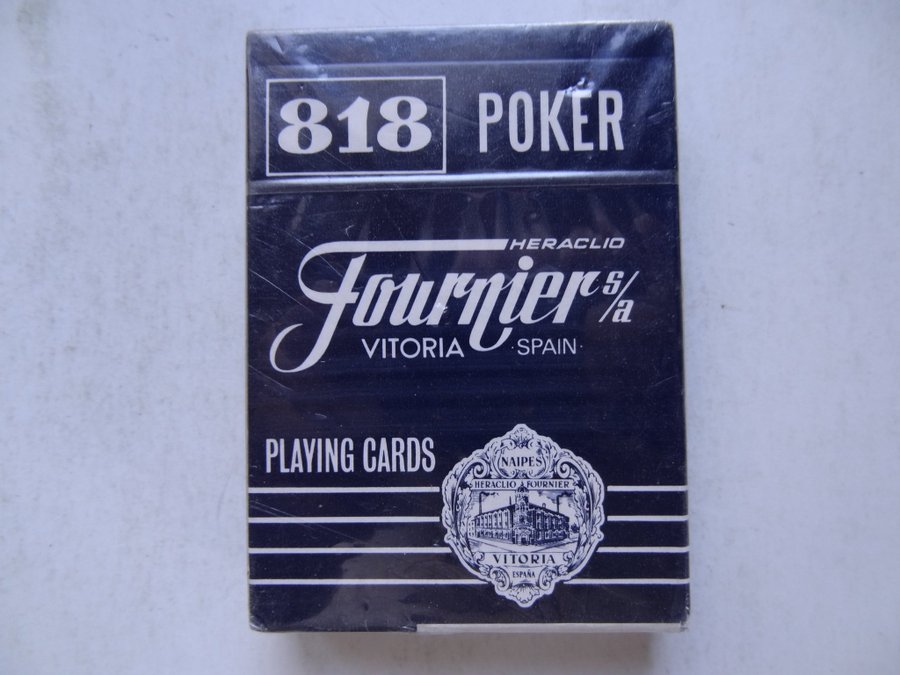 818 POKER
HERACLIO
Fournier s/a
VITORIA ·SPAIN·
PLAYING CARDS
NAIPES
HERACLIO FOURNIER
VITORIA
ESPAÑA